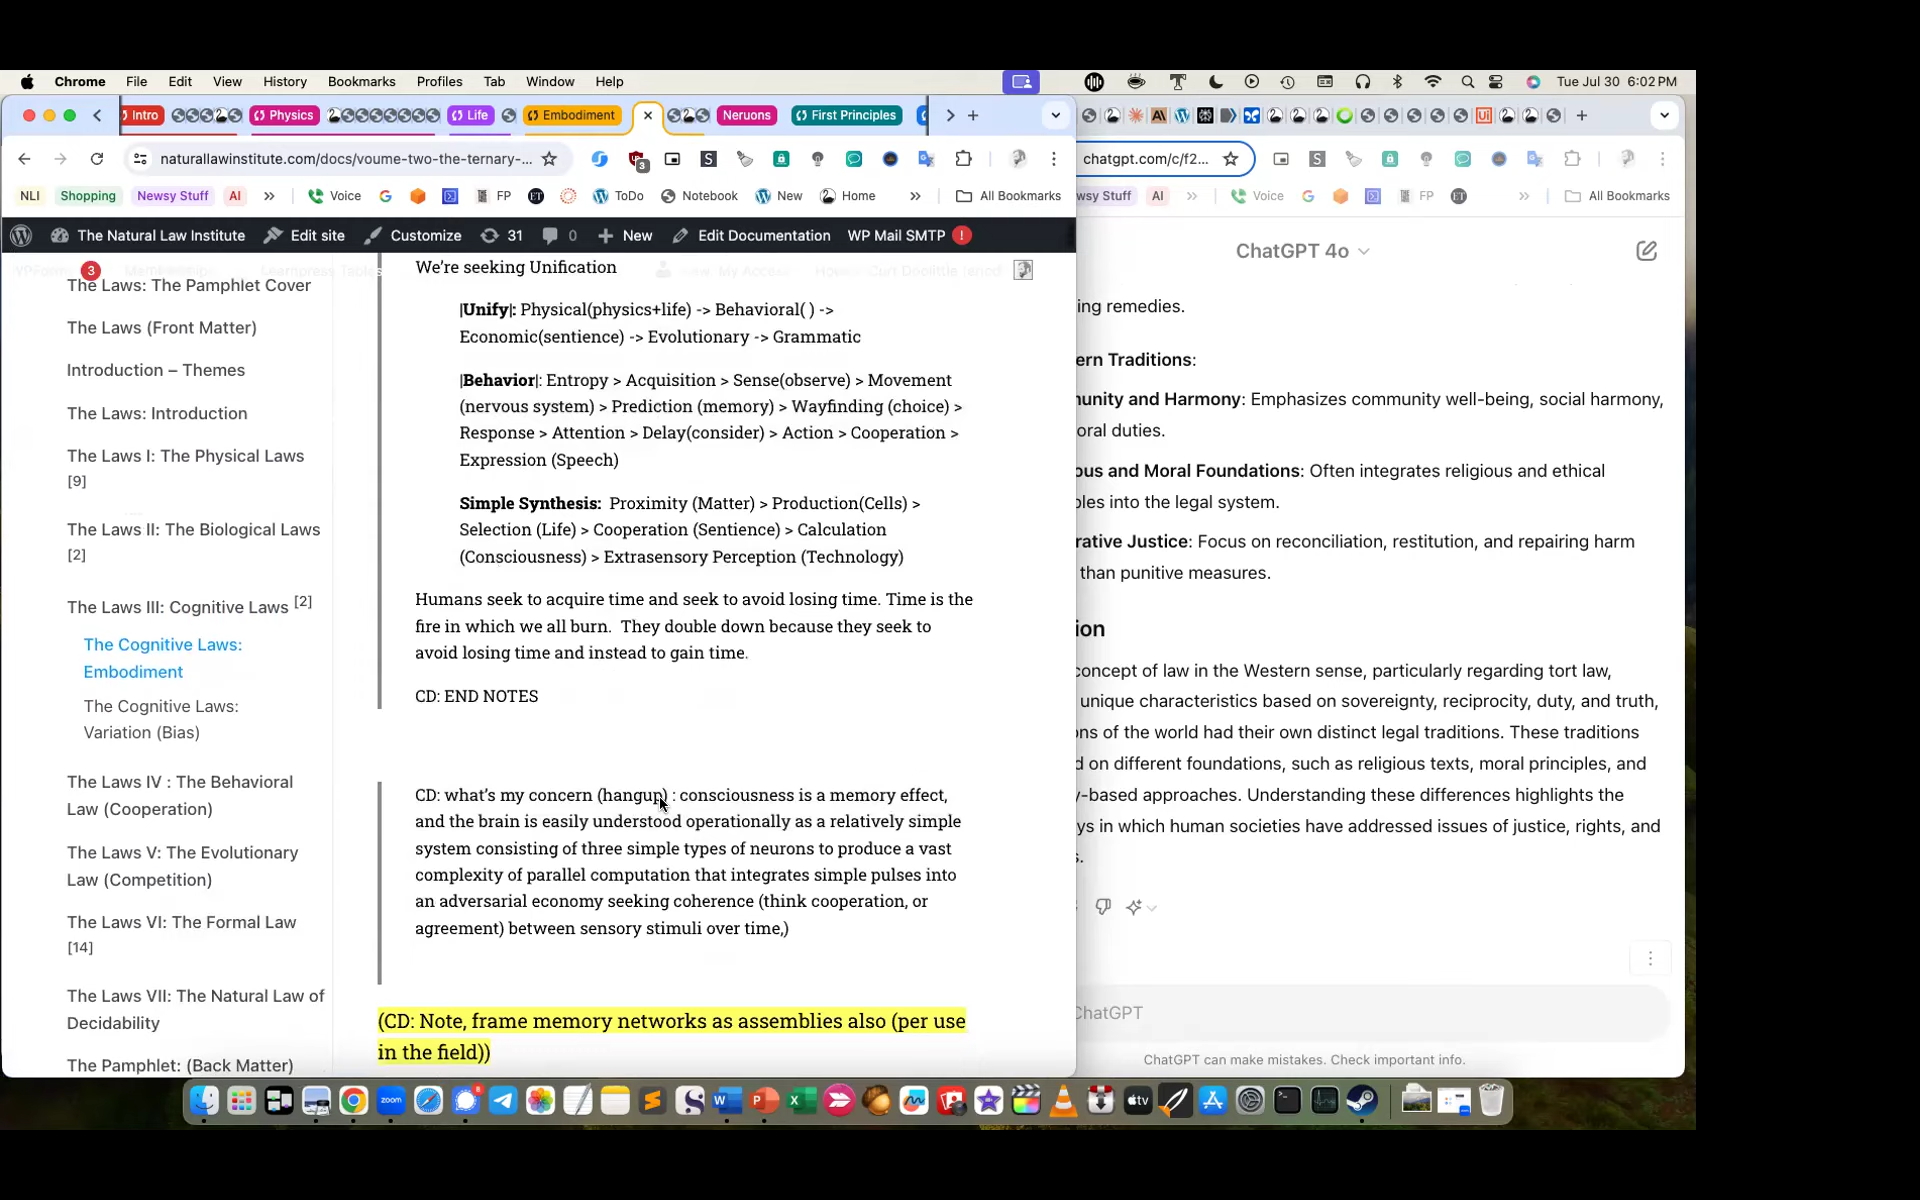 Chrome File Edit View History Bookmarks Profiles Tab Window Help Tue Jul 30 6:02 PM
Intro Physics Life Embodiment Neruons First Principles
naturallawinstitute.com/docs/voume-two-the-ternary-...
3
NLI Shopping Newsy Stuff AI » Voice G FP ET ToDo Notebook New Home » All Bookmarks
The Natural Law Institute Edit site Customize 31 0 New Edit Documentation WP Mail SMTP !
3
The Laws: The Pamphlet Cover
The Laws (Front Matter)
Introduction – Themes
The Laws: Introduction
The Laws I: The Physical Laws
[9]
The Laws II: The Biological Laws
[2]
The Laws III: Cognitive Laws [2]
The Cognitive Laws:
Embodiment
The Cognitive Laws:
Variation (Bias)
The Laws IV : The Behavioral
Law (Cooperation)
The Laws V: The Evolutionary
Law (Competition)
The Laws VI: The Formal Law
[14]
The Laws VII: The Natural Law of
Decidability
The Pamphlet: (Back Matter)
We’re seeking Unification
|Unify|: Physical(physics+life) -> Behavioral( ) ->
Economic(sentience) -> Evolutionary -> Grammatic
|Behavior|: Entropy > Acquisition > Sense(observe) > Movement
(nervous system) > Prediction (memory) > Wayfinding (choice) >
Response > Attention > Delay(consider) > Action > Cooperation >
Expression (Speech)
Simple Synthesis: Proximity (Matter) > Production(Cells) >
Selection (Life) > Cooperation (Sentience) > Calculation
(Consciousness) > Extrasensory Perception (Technology)
Humans seek to acquire time and seek to avoid losing time. Time is the
fire in which we all burn. They double down because they seek to
avoid losing time and instead to gain time.
CD: END NOTES
CD: what’s my concern (hangup) : consciousness is a memory effect,
and the brain is easily understood operationally as a relatively simple
system consisting of three simple types of neurons to produce a vast
complexity of parallel computation that integrates simple pulses into
an adversarial economy seeking coherence (think cooperation, or
agreement) between sensory stimuli over time,)
(CD: Note, frame memory networks as assemblies also (per use
in the field))
chatgpt.com/c/f2...
wsy Stuff AI » Voice G FP ET » All Bookmarks
ChatGPT 4o
ing remedies.
ern Traditions:
unity and Harmony: Emphasizes community well-being, social harmony,
oral duties.
ous and Moral Foundations: Often integrates religious and ethical
oles into the legal system.
rative Justice: Focus on reconciliation, restitution, and repairing harm
than punitive measures.
ion
concept of law in the Western sense, particularly regarding tort law,
unique characteristics based on sovereignty, reciprocity, duty, and truth,
ons of the world had their own distinct legal traditions. These traditions
d on different foundations, such as religious texts, moral principles, and
y-based approaches. Understanding these differences highlights the
ys in which human societies have addressed issues of justice, rights, and
s.
ChatGPT
ChatGPT can make mistakes. Check important info.